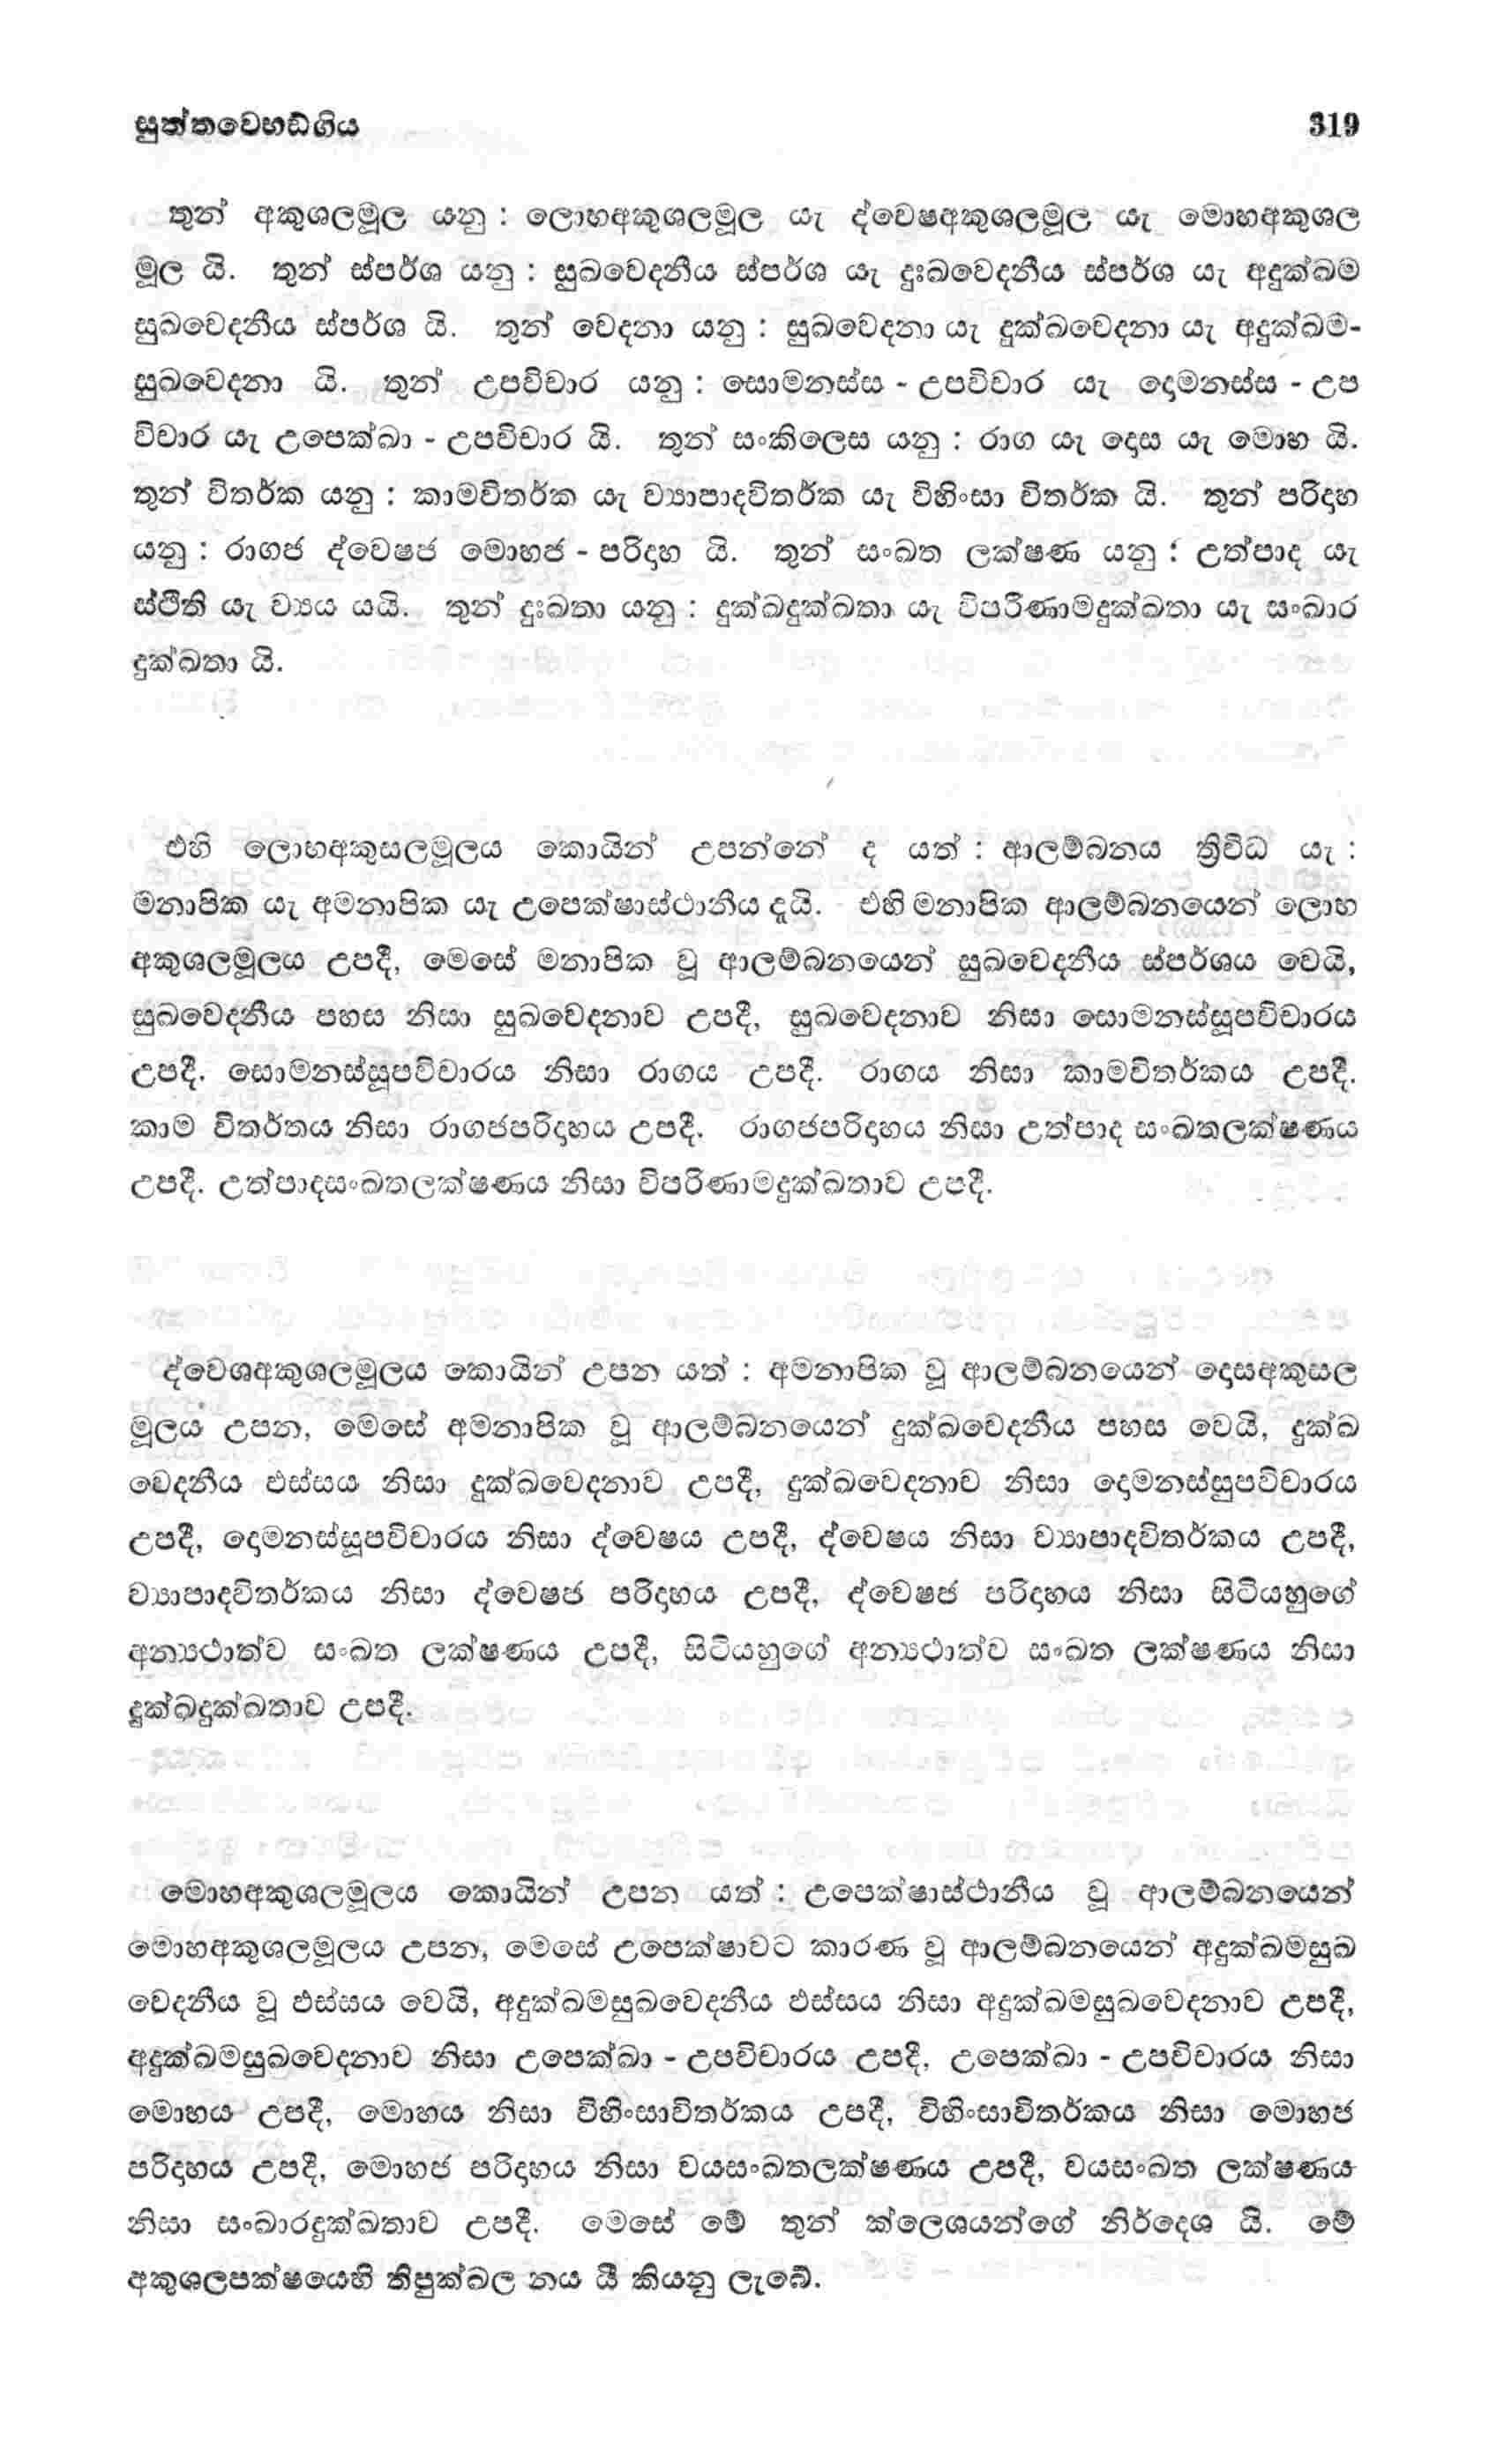 සුත්තවෙභඬ්ගිය 319
තුන් අකුශලමූල යනු : ලොභඅකුශලමූල යැ ද්වෙෂඅකුශලමූල යැ මොහඅකුශල
මූල යි. තුන් ස්පර්ශ යනු : සුඛවෙදනීය ස්පර්ශ යැ දුඃඛවෙදනීය ස්පර්ශ යැ අදුක්ඛම
සුඛවෙදනීය ස්පර්ශ යි. තුන් වෙදනා යනු : සුඛවෙදනා යැ දුක්ඛවෙදනා යැ අදුක්ඛම-
සුඛවෙදනා යි. තුන් උපවිචාර යනු : සොමනස්ස - උපවිචාර යැ දොමනස්ස - උප
විචාර යැ උපෙක්ඛා - උපවිචාර යි. තුන් සංකිලෙස යනු : රාග යැ දොස යැ මොහ යි.
තුන් විතර්ක යනු : කාමවිතර්ක යැ ව්‍යාපාදවිතර්ක යැ විහිංසා විතර්ක යි. තුන් පරිදාහ
යනු : රාගජ ද්වෙෂජ මොහජ - පරිදාහ යි. තුන් සංඛත ලක්ෂණ යනු : උත්පාද යැ
ස්ථිති යැ ව්‍යය යයි. තුන් දුඃඛතා යනු : දුක්ඛදුක්ඛතා යැ විපරිණාමදුක්ඛතා යැ සංඛාර
දුක්ඛතා යි.
එහි ලොභඅකුසලමූලය කොයින් උපන්නේ ද යත් : ආලම්බනය ත්‍රිවිධ යැ :
මනාපික යැ අමනාපික යැ උපෙක්ෂාස්ථානීය දැයි. එහි මනාපික ආලම්බනයෙන් ලොභ
අකුශලමූලය උපදී, මෙසේ මනාපික වූ ආලම්බනයෙන් සුඛවෙදනීය ස්පර්ශය වෙයි,
සුඛවෙදනීය පහස නිසා සුඛවෙදනාව උපදී, සුඛවෙදනාව නිසා සොමනස්සූපවිචාරය
උපදී. සොමනස්සූපවිචාරය නිසා රාගය උපදී. රාගය නිසා කාමවිතර්කය උපදී.
කාම විතර්තය නිසා රාගජපරිදාහය උපදී. රාගජපරිදාහය නිසා උත්පාද සංඛතලක්ෂණය
උපදී. උත්පාදසංඛතලක්ෂණය නිසා විපරිණාමදුක්ඛතාව උපදී.
ද්වෙශඅකුශලමූලය කොයින් උපන යත් : අමනාපික වූ ආලම්බනයෙන් දොසඅකුසල
මූලය උපන, මෙසේ අමනාපික වූ ආලම්බනයෙන් දුක්ඛවෙදනීය පහස වෙයි, දුක්ඛ
වෙදනීය ඵස්සය නිසා දුක්ඛවෙදනාව උපදී, දුක්ඛවෙදනාව නිසා දොමනස්සුපවිචාරය
උපදී, දොමනස්සූපවිචාරය නිසා ද්වෙෂය උපදී, ද්වෙෂය නිසා ව්‍යාපාදවිතර්කය උපදී,
ව්‍යාපාදවිතර්කය නිසා ද්වෙෂජ පරිදාහය උපදී, ද්වෙෂජ පරිදාහය නිසා සිටියහුගේ
අන්‍යථාත්ව සංඛත ලක්ෂණය උපදී, සිටියහුගේ අන්‍යථාත්ව සංඛත ලක්ෂණය නිසා
දුක්ඛදුක්ඛතාව උපදී.
මොහඅකුශලමූලය කොයින් උපන යත් : උපෙක්ෂාස්ථානීය වූ ආලම්බනයෙන්
මොහඅකුශලමූලය උපන, මෙසේ උපෙක්ෂාවට කාරණ වූ ආලම්බනයෙන් අදුක්ඛමසුඛ
වෙදනීය වූ ඵස්සය වෙයි, අදුක්ඛමසුඛවෙදනීය ඵස්සය නිසා අදුක්ඛමසුඛවෙදනාව උපදී,
අදුක්ඛමසුඛවෙදනාව නිසා උපෙක්ඛා - උපවිචාරය උපදී, උපෙක්ඛා - උපවිචාරය නිසා
මොහය උපදී, මොහය නිසා විහිංසාවිතර්කය උපදී, විහිංසාවිතර්කය නිසා මොහජ
පරිදාහය උපදී, මොහජ පරිදාහය නිසා වයසංඛතලක්ෂණය උපදී, වයසංඛත ලක්ෂණය
නිසා සංඛාරදුක්ඛතාව උපදී. මෙසේ මේ තුන් ක්ලෙශයන්ගේ නිර්දෙශ යි. මේ
අකුශලපක්ෂයෙහි තිපුක්ඛල නය යී කියනු ලැබේ.